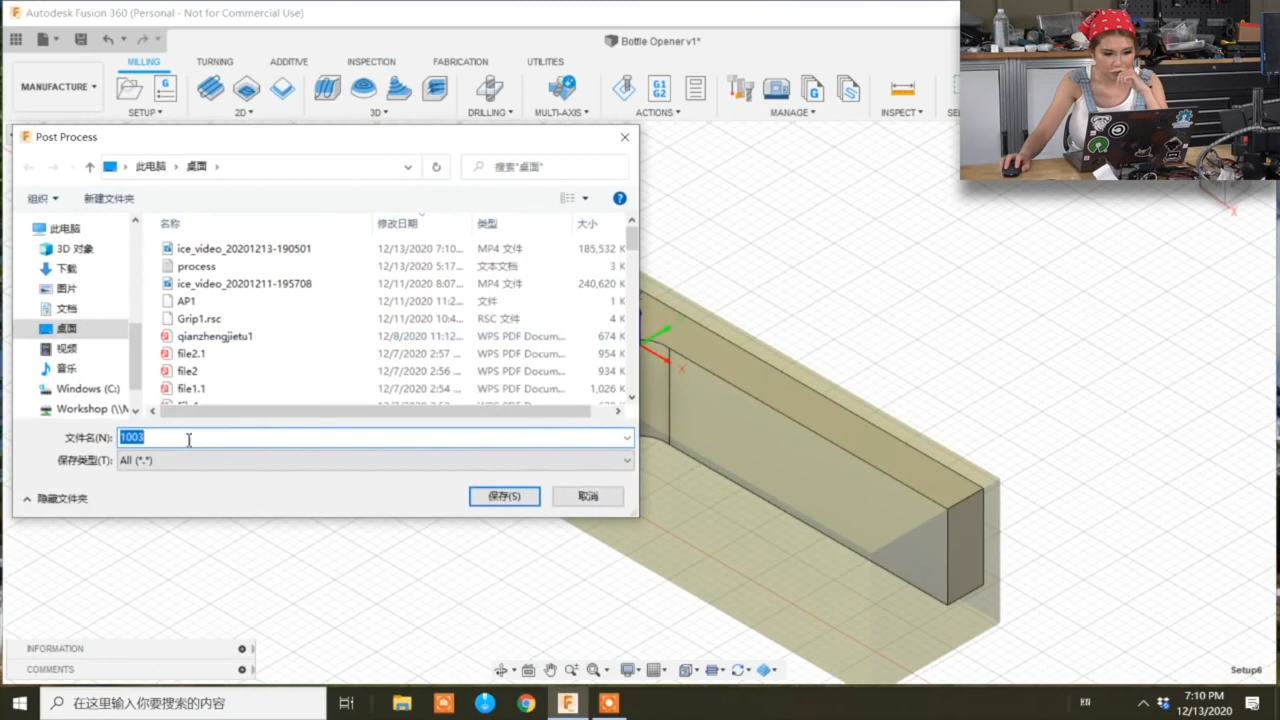 Autodesk Fusion 360 (Personal - Not for Commercial Use)
Bottle Opener v1*
MILLING TURNING ADDITIVE INSPECTION FABRICATION UTILITIES
MANUFACTURE
G
G1
G2
SETUP 2D 3D DRILLING MULTI-AXIS ACTIONS MANAGE INSPECT
Post Process
此电脑 桌面
搜索"桌面"
组织 新建文件夹
名称 修改日期 类型 大小
此电脑
3D 对象
下载
图片
文档
桌面
视频
音乐
Windows (C:)
Workshop (\\
ice_video_20201213-190501 12/13/2020 7:10... MP4 文件 185,532 K
process 12/13/2020 5:17... 文本文档 3 K
ice_video_20201211-195708 12/11/2020 8:07... MP4 文件 240,620 K
AP1 12/11/2020 11:2... 文件 1 K
Grip1.rsc 12/11/2020 10:4... RSC 文件 4 K
qianzhengjietu1 12/8/2020 11:12... WPS PDF Docum... 674 K
file2.1 12/7/2020 2:57 ... WPS PDF Docum... 954 K
file2 12/7/2020 2:56 ... WPS PDF Docum... 934 K
file1.1 12/7/2020 2:54 ... WPS PDF Docum... 1,026 K
文件名(N): 1003
保存类型(T): All (*.*)
隐藏文件夹 保存(S) 取消
X
X
INFORMATION
COMMENTS
Setup6
在这里输入你要搜索的内容
EN
7:10 PM
12/13/2020